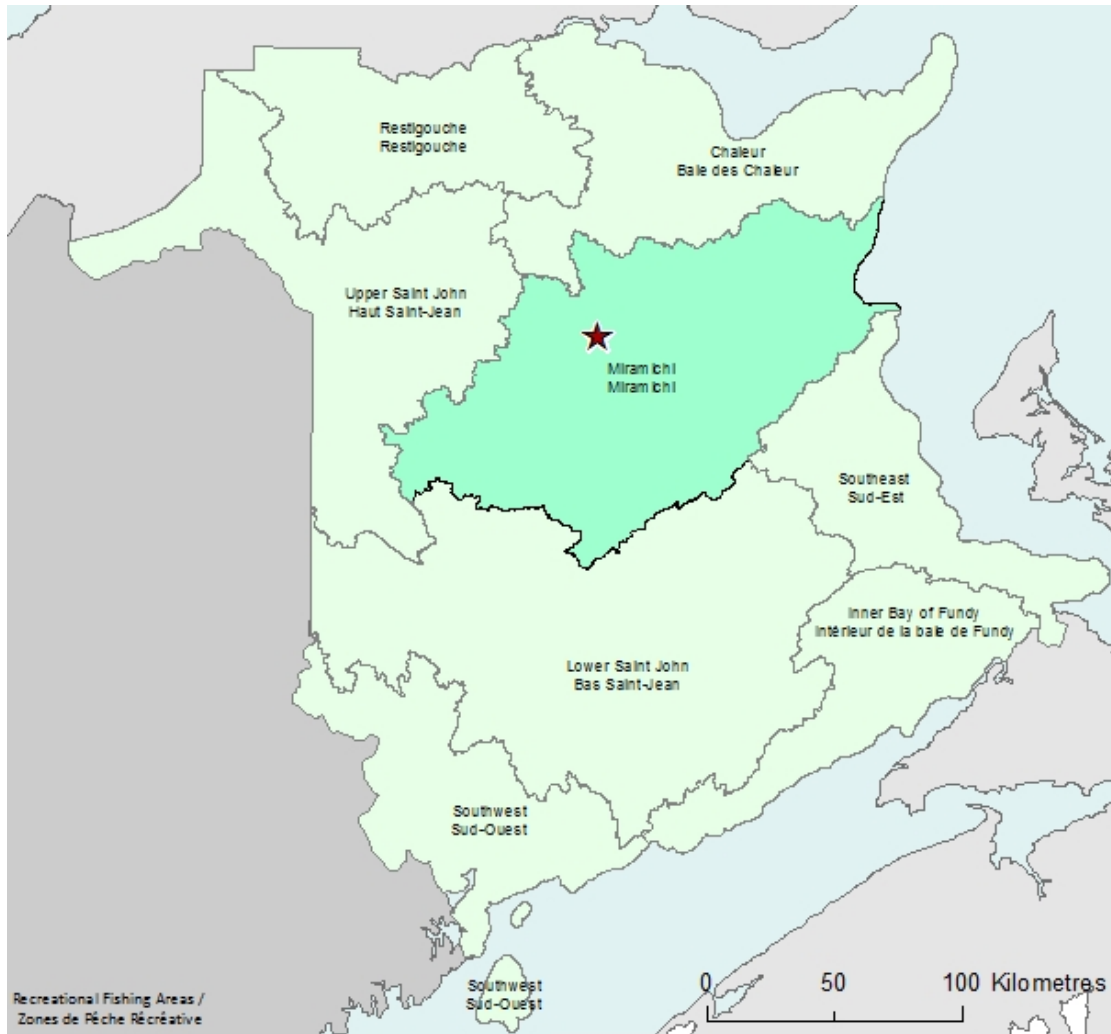 Restigouche
Restigouche
Chaleur
Baie des Chaleur
Upper Saint John
Haut Saint-Jean
Miramichi
Miramichi
Southeast
Sud-Est
Inner Bay of Fundy
Intérieur de la baie de Fundy
Lower Saint John
Bas Saint-Jean
Southwest
Sud-Ouest
Southwest
Sud-Ouest
0 50 100 Kilometres
Recreational Fishing Areas /
Zones de Pêche Récréative